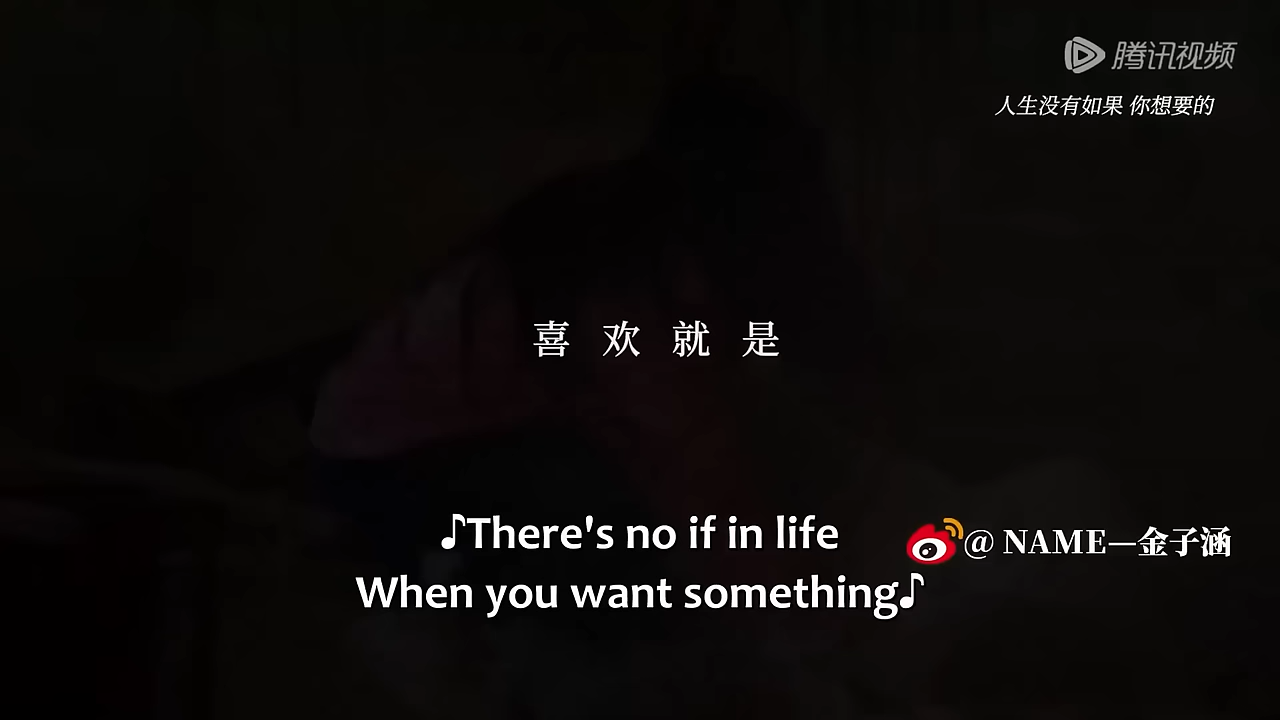 腾讯视频
人生没有如果 你想要的
喜欢就是
♪There's no if in life
@ NAME—金子涵
When you want something♪